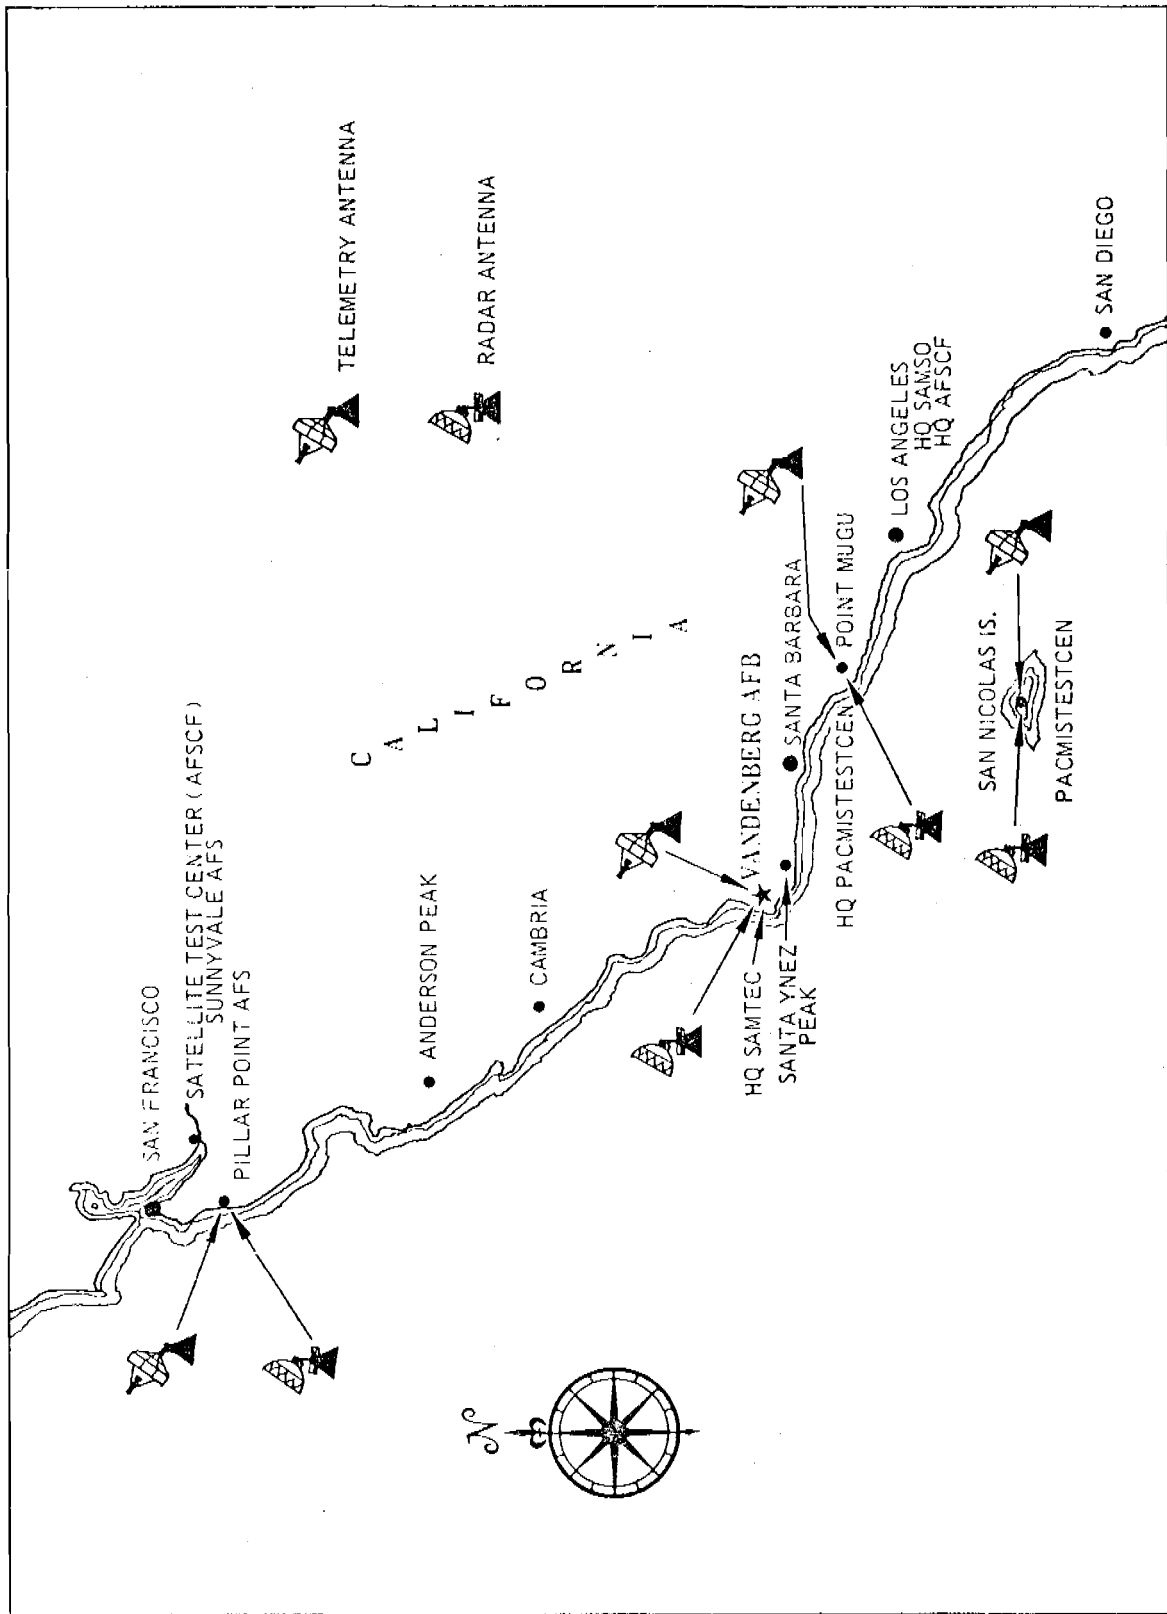 SAN FRANCISCO
SATELLITE TEST CENTER (AFSCF)
SUNNYVALE AFS
PILLAR POINT AFS
TELEMETRY ANTENNA
RADAR ANTENNA
ANDERSON PEAK
CAMBRIA
CALIFORNIA
N
VANDENBERG AFB
HQ SAMTEC
SANTA YNEZ
PEAK
SANTA BARBARA
HQ PACMISTESTCEN
POINT MUGU
LOS ANGELES
HQ SAMSO
HQ AFSCF
SAN NICOLAS IS.
PACMISTESTCEN
SAN DIEGO